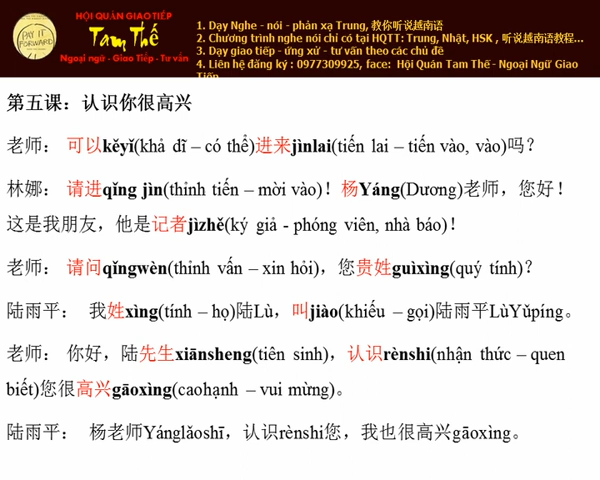 PAY IT FORWARD
HỘI QUÁN GIAO TIẾP
Tam Thế
Ngoại ngữ - Giao Tiếp - Tư vấn
1. Dạy Nghe - nói - phản xạ Trung, 教你听说越南语
2. Chương trình nghe nói chỉ có tại HQTT: Trung, Nhật, HSK , 听说越南语教程...
3. Dạy giao tiếp - ứng xử - tư vấn theo các chủ đề
4. Liên hệ đăng ký : 0977309925, face: Hội Quán Tam Thế - Ngoại Ngữ Giao
Tiếp
第五课：认识你很高兴
老师： 可以kěyǐ(khả dĩ – có thể)进来jìnlai(tiến lai – tiến vào, vào)吗？
林娜： 请进qǐng jìn(thỉnh tiến – mời vào)！杨Yáng(Dương)老师，您好！
这是我朋友，他是记者jìzhě(ký giả - phóng viên, nhà báo)！
老师： 请问qǐngwèn(thỉnh vấn – xin hỏi)，您贵姓guìxìng(quý tính)？
陆雨平： 我姓xìng(tính – họ)陆Lù，叫jiào(khiếu – gọi)陆雨平LùYǔpíng。
老师： 你好，陆先生xiānsheng(tiên sinh)，认识rènshi(nhận thức – quen
biết)您很高兴gāoxìng(caohạnh – vui mừng)。
陆雨平： 杨老师Yánglǎoshī，认识rènshi您，我也很高兴gāoxìng。